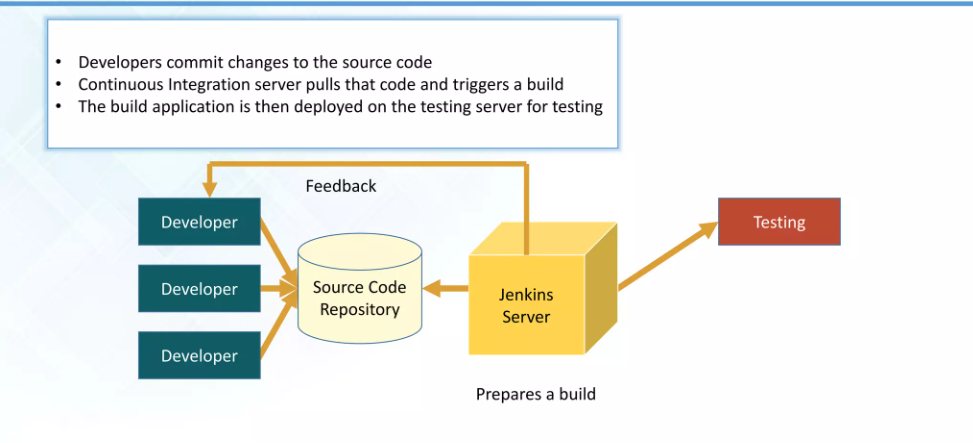 • Developers commit changes to the source code
• Continuous Integration server pulls that code and triggers a build
• The build application is then deployed on the testing server for testing
Feedback
Developer
Testing
Developer
Source Code
Repository
Jenkins
Server
Developer
Prepares a build